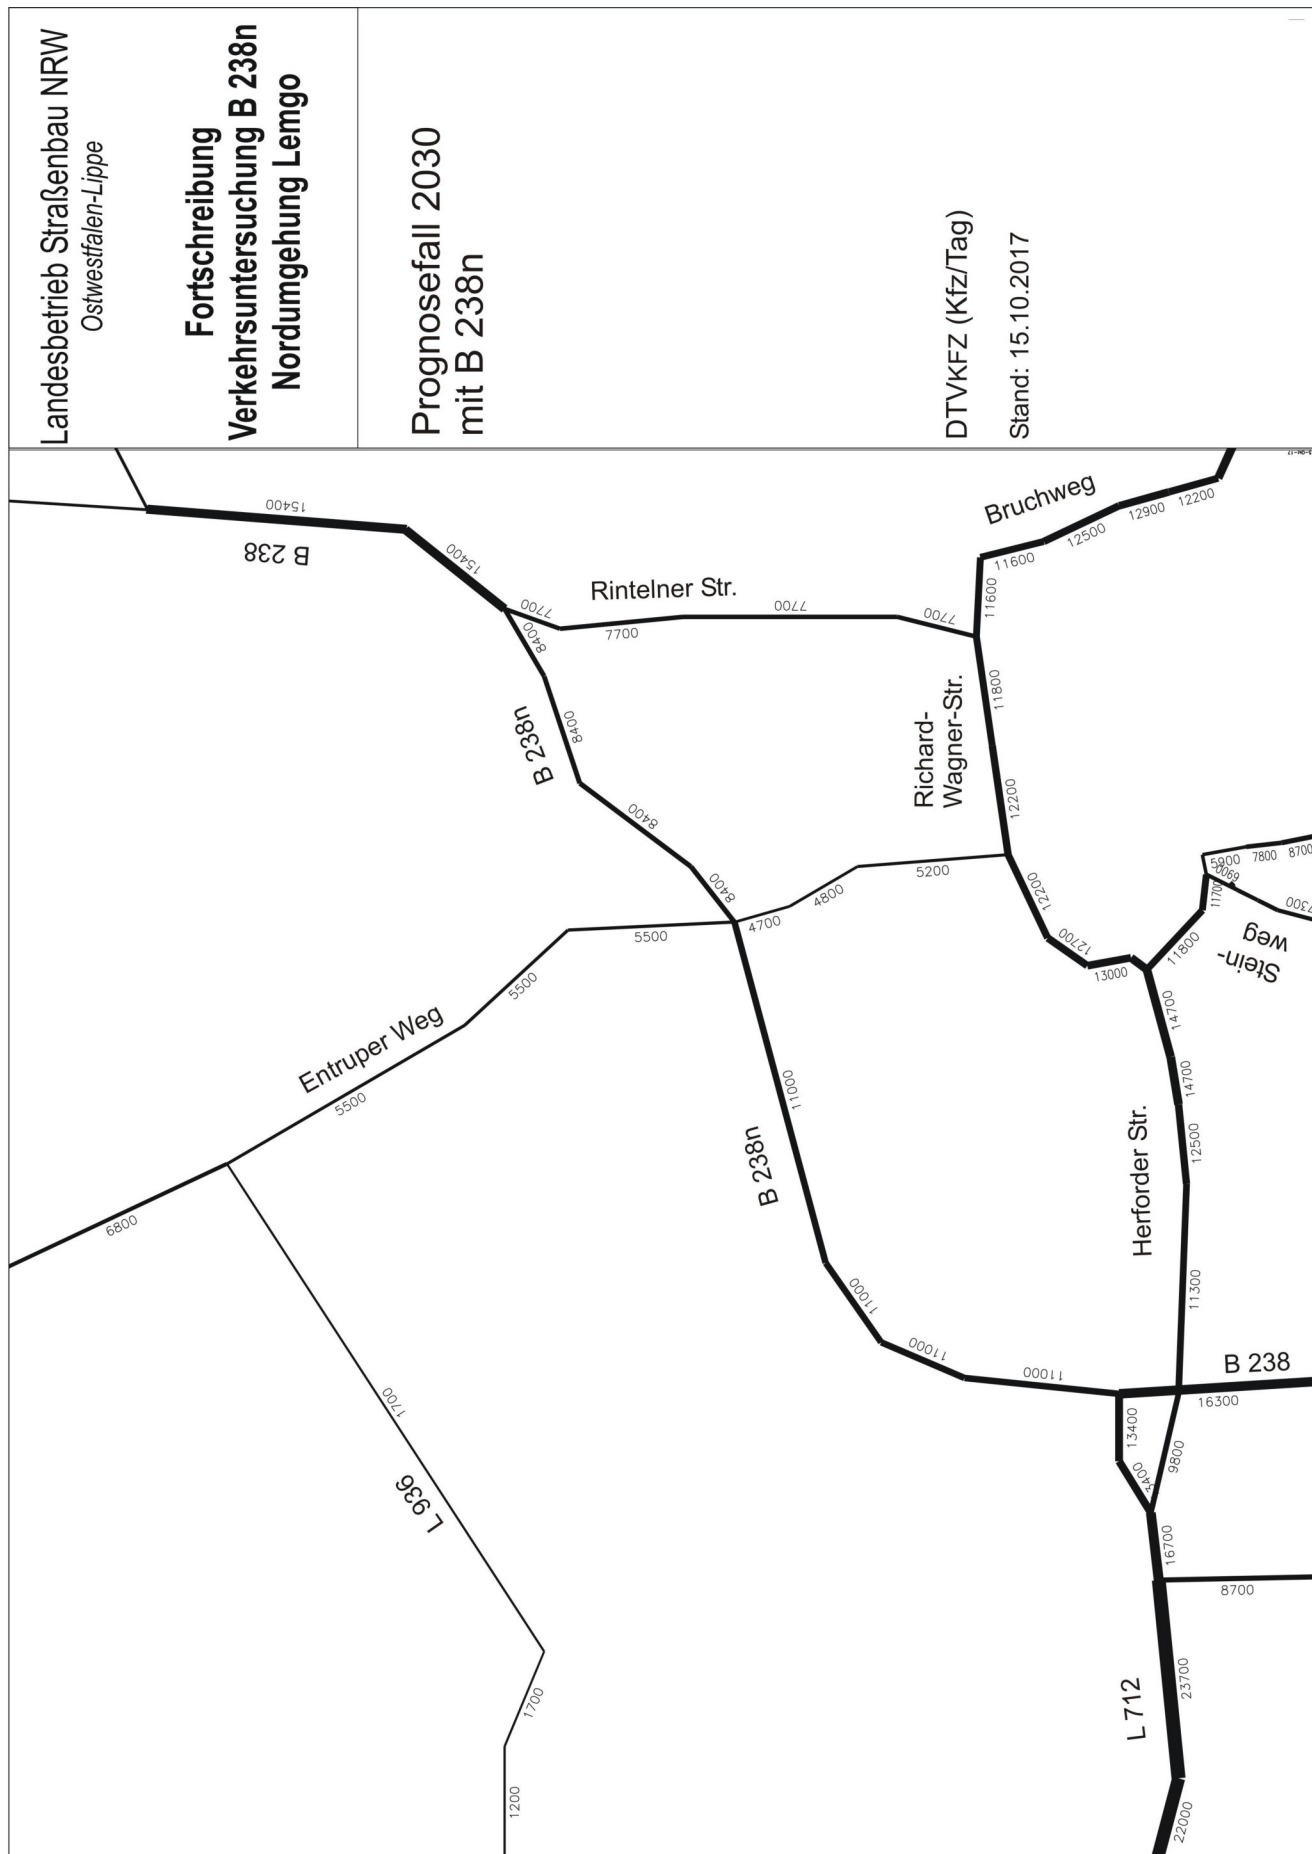 Landesbetrieb Straßenbau NRW
Ostwestfalen-Lippe
Fortschreibung
Verkehrsuntersuchung B 238n
Nordumgehung Lemgo
Prognosefall 2030
mit B 238n
DTVKFZ (Kfz/Tag)
Stand: 15.10.2017
15400
B 238
15400
7700
8400
Rintelner Str.
7700
7700
7700
Bruchweg
12200
12900
12500
11600
11600
11800
Richard-
Wagner-Str.
12200
B 238n
8400
8400
8400
4700
4800
5200
5500
5500
Entruper Weg
5500
6800
12200
12700
13000
11800
11700
5900
7800
8700
6900
7300
Stein-
weg
14700
14700
12500
Herforder Str.
11300
11000
B 238n
11000
11000
11000
B 238
16300
13400
9800
16700
8700
L 712
23700
22000
1700
L 936
1700
1200